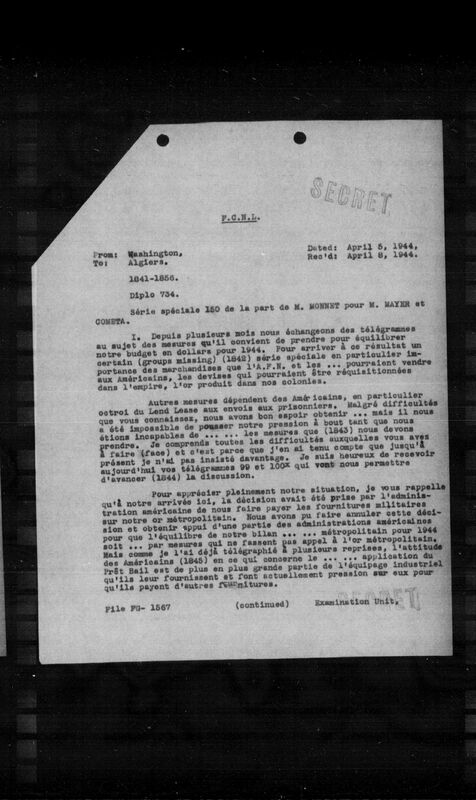 SECRET
F.C.N.L.
From: Washington,
Dated: April 5, 1944.
To: Algiers.
Rec'd: April 8, 1944.
1841-1856.
Diplo 734.
Série spéciale 150 de la part de M. MONNET pour M. MAYER et
COMETA.
I. Depuis plusieurs mois nous échangeons des télégrammes
au sujet des mesures qu'il convient de prendre pour équilibrer
notre budget en dollars pour 1944. Pour arriver à ce résultat un
certain (groups missing) (1842) série spéciale en particulier im-
portance des marchandises que l'A.F.N. et les ... pourraient vendre
aux Américains, les devises qui pourraient être réquisitionnées
dans l'empire, l'or produit dans nos colonies.
Autres mesures dépendent des Américains, en particulier
octroi du Lend Lease aux envois aux prisonniers. Malgré difficultés
que vous connaissez, nous avons bon espoir obtenir ... mais il nous
a été impossible de pousser notre pression à bout tant que nous
étions incapables de ... ... les mesures que (1843) nous devons
prendre. Je comprends toutes les difficultés auxquelles vous avez
à faire (face) et c'est parce que j'en ai tenu compte que jusqu'à
présent je n'ai pas insisté davantage. Je suis heureux de recevoir
aujourd'hui vos télégrammes 99 et 100x qui vont nous permettre
d'avancer (1844) la discussion.
Pour apprécier pleinement notre situation, je vous rappelle
qu'à notre arrivée ici, la décision avait été prise par l'adminis-
tration américaine de nous faire payer les fournitures militaires
sur notre or métropolitain. Nous avons pu faire annuler cette déci-
sion et obtenir appui d'une partie des administrations américaines
pour que l'équilibre de notre bilan ... ... métropolitain pour 1944
soit ... par mesures qui ne fassent pas appel à l'or métropolitain.
Mais comme je l'ai déjà télégraphié à plusieurs reprises, l'attitude
des Américains (1845) en ce qui concerne le ... ... application du
Prêt Bail est de plus en plus grande partie de l'équipage industriel
qu'ils leur fournissent et font actuellement pression sur eux pour
qu'ils payent d'autres fournitures.
File FG- 1567
(continued)
Examination Unit,
SECRET